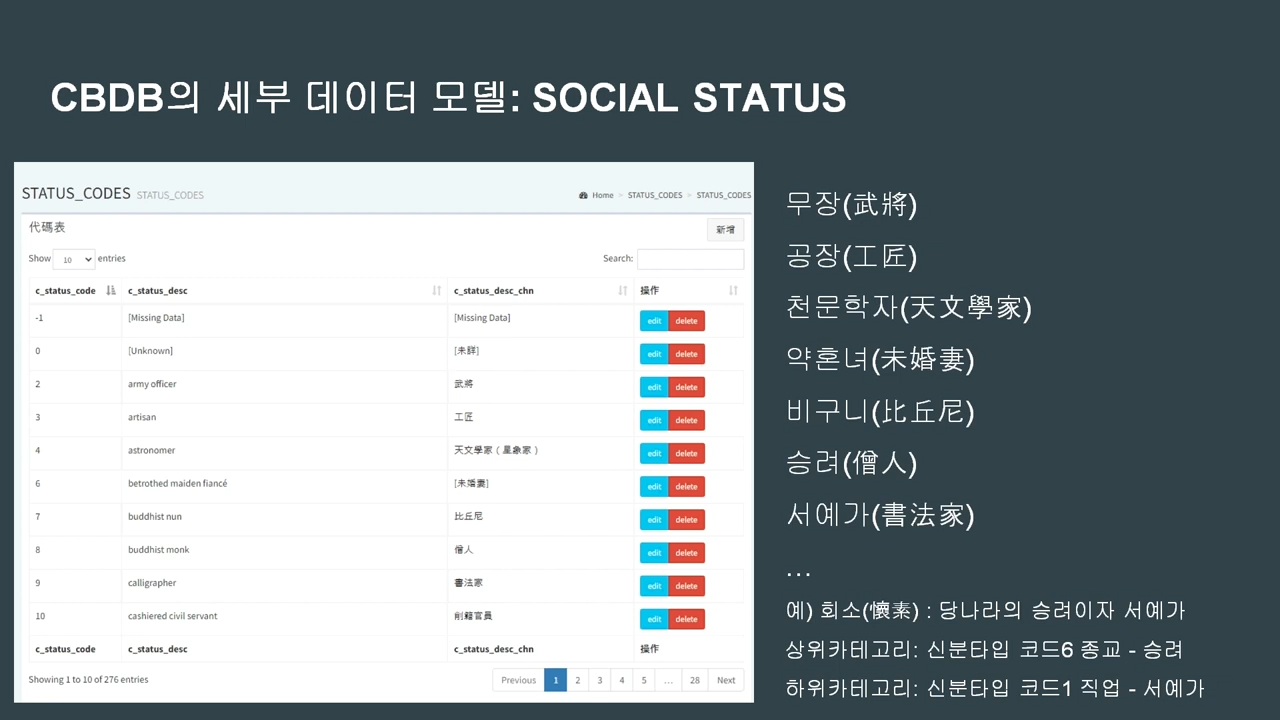 CBDB의 세부 데이터 모델: SOCIAL STATUS
STATUS_CODES STATUS_CODES
Home > STATUS_CODES > STATUS_CODES
代碼表
新增
Show 10 entries
Search:
c_status_code c_status_desc c_status_desc_chn 操作
-1 [Missing Data] [Missing Data] edit delete
0 [Unknown] [未詳] edit delete
2 army officer 武將 edit delete
3 artisan 工匠 edit delete
4 astronomer 天文學家（星象家） edit delete
6 betrothed maiden fiancé [未婚妻] edit delete
7 buddhist nun 比丘尼 edit delete
8 buddhist monk 僧人 edit delete
9 calligrapher 書法家 edit delete
10 cashiered civil servant 削籍官員 edit delete
c_status_code c_status_desc c_status_desc_chn 操作
Showing 1 to 10 of 276 entries
Previous 1 2 3 4 5 … 28 Next
무장(武將)
공장(工匠)
천문학자(天文學家)
약혼녀(未婚妻)
비구니(比丘尼)
승려(僧人)
서예가(書法家)
…
예) 회소(懷素) : 당나라의 승려이자 서예가
상위카테고리: 신분타입 코드6 종교 - 승려
하위카테고리: 신분타입 코드1 직업 - 서예가